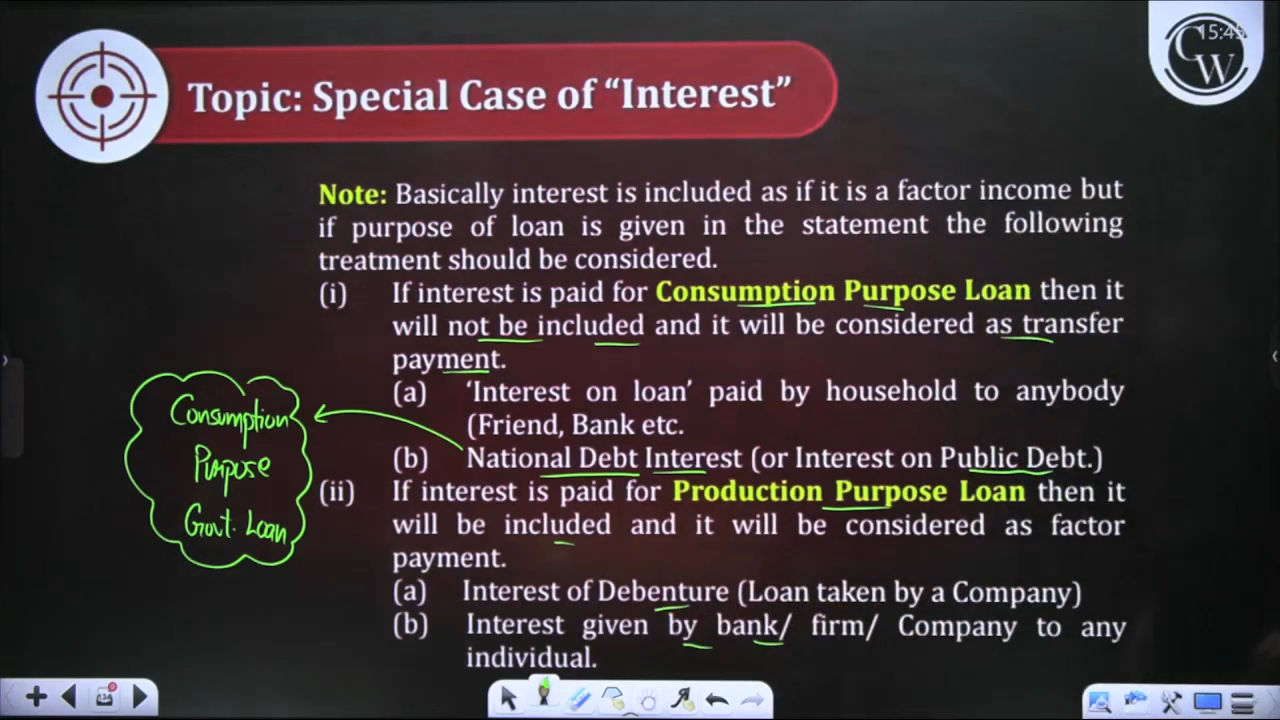 15:45
CW
Topic: Special Case of “Interest”
Note: Basically interest is included as if it is a factor income but
if purpose of loan is given in the statement the following
treatment should be considered.
(i) If interest is paid for Consumption Purpose Loan then it
will not be included and it will be considered as transfer
payment.
(a) ‘Interest on loan’ paid by household to anybody
(Friend, Bank etc.
(b) National Debt Interest (or Interest on Public Debt.)
(ii) If interest is paid for Production Purpose Loan then it
will be included and it will be considered as factor
payment.
(a) Interest of Debenture (Loan taken by a Company)
(b) Interest given by bank/ firm/ Company to any
individual.
Consumption
Purpose
Govt. Loan